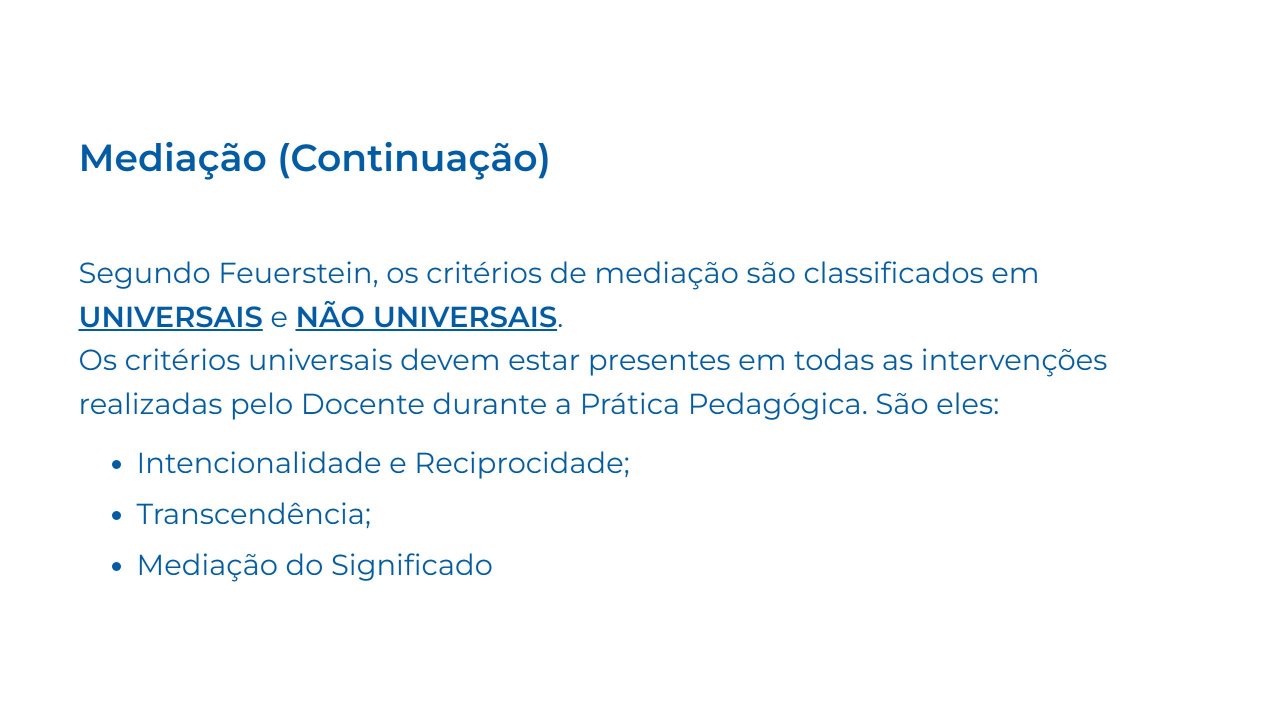 Mediação (Continuação)
Segundo Feuerstein, os critérios de mediação são classificados em
UNIVERSAIS e NÃO UNIVERSAIS.
Os critérios universais devem estar presentes em todas as intervenções
realizadas pelo Docente durante a Prática Pedagógica. São eles:
• Intencionalidade e Reciprocidade;
• Transcendência;
• Mediação do Significado